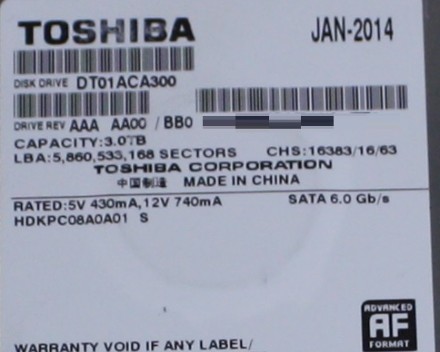 TOSHIBA JAN-2014
DISK DRIVE DT01ACA300
DRIVE REV AAA AA00 / BB0
CAPACITY:3.0TB
LBA:5,860,533,168 SECTORS CHS:16383/16/63
TOSHIBA CORPORATION
中国制造 MADE IN CHINA
RATED:5V 430mA,12V 740mA SATA 6.0 Gb/s
HDKPC08A0A01 S
ADVANCED
AF
FORMAT
WARRANTY VOID IF ANY LABEL/